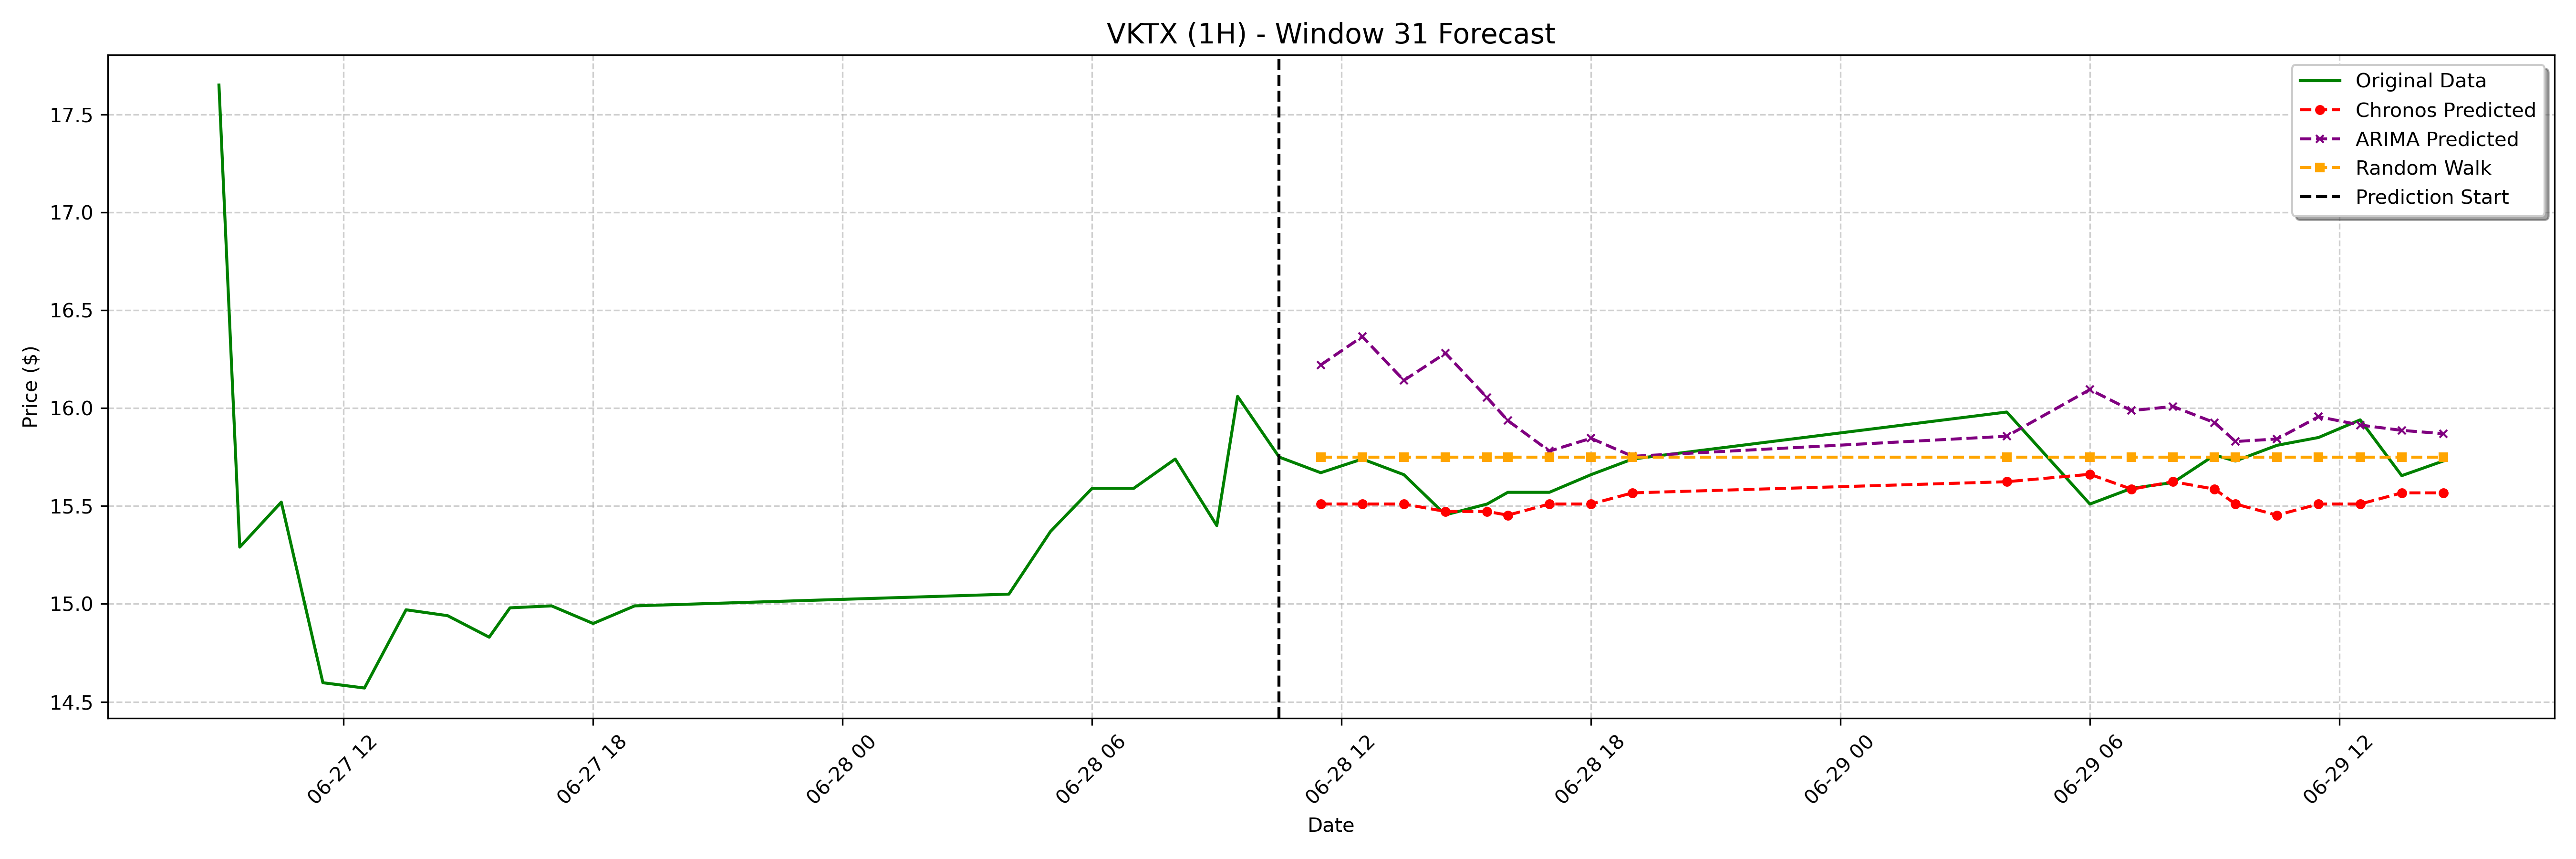 VKTX (1H) - Window 31 Forecast
Original Data
Chronos Predicted
ARIMA Predicted
Random Walk
Prediction Start
Price ($)
17.5
17.0
16.5
16.0
15.5
15.0
14.5
06-27 12
06-27 18
06-28 00
06-28 06
06-28 12
06-28 18
06-29 00
06-29 06
06-29 12
Date